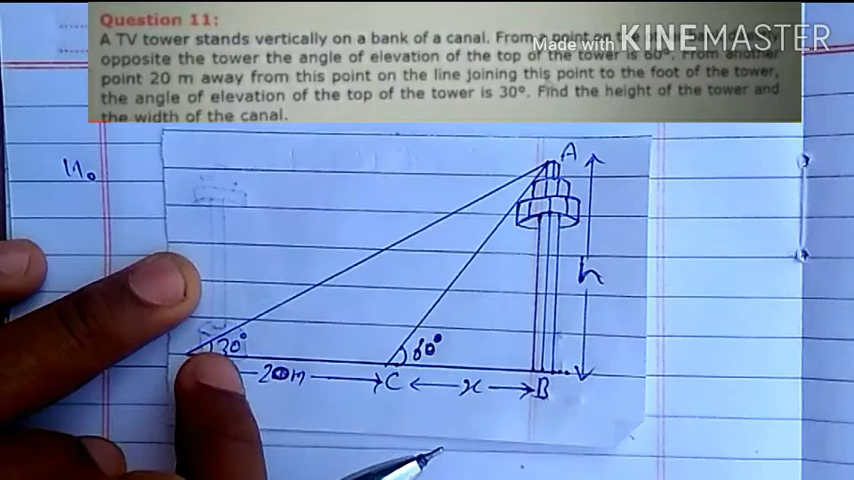 Question 11:
A TV tower stands vertically on a bank of a canal. From a point on the
Made with KINEMASTER
opposite the tower the angle of elevation of the top of the tower is 60°. From another
point 20 m away from this point on the line joining this point to the foot of the tower,
the angle of elevation of the top of the tower is 30°. Find the height of the tower and
the width of the canal.
11.
A
h
30°
60°
20m
C
x
B